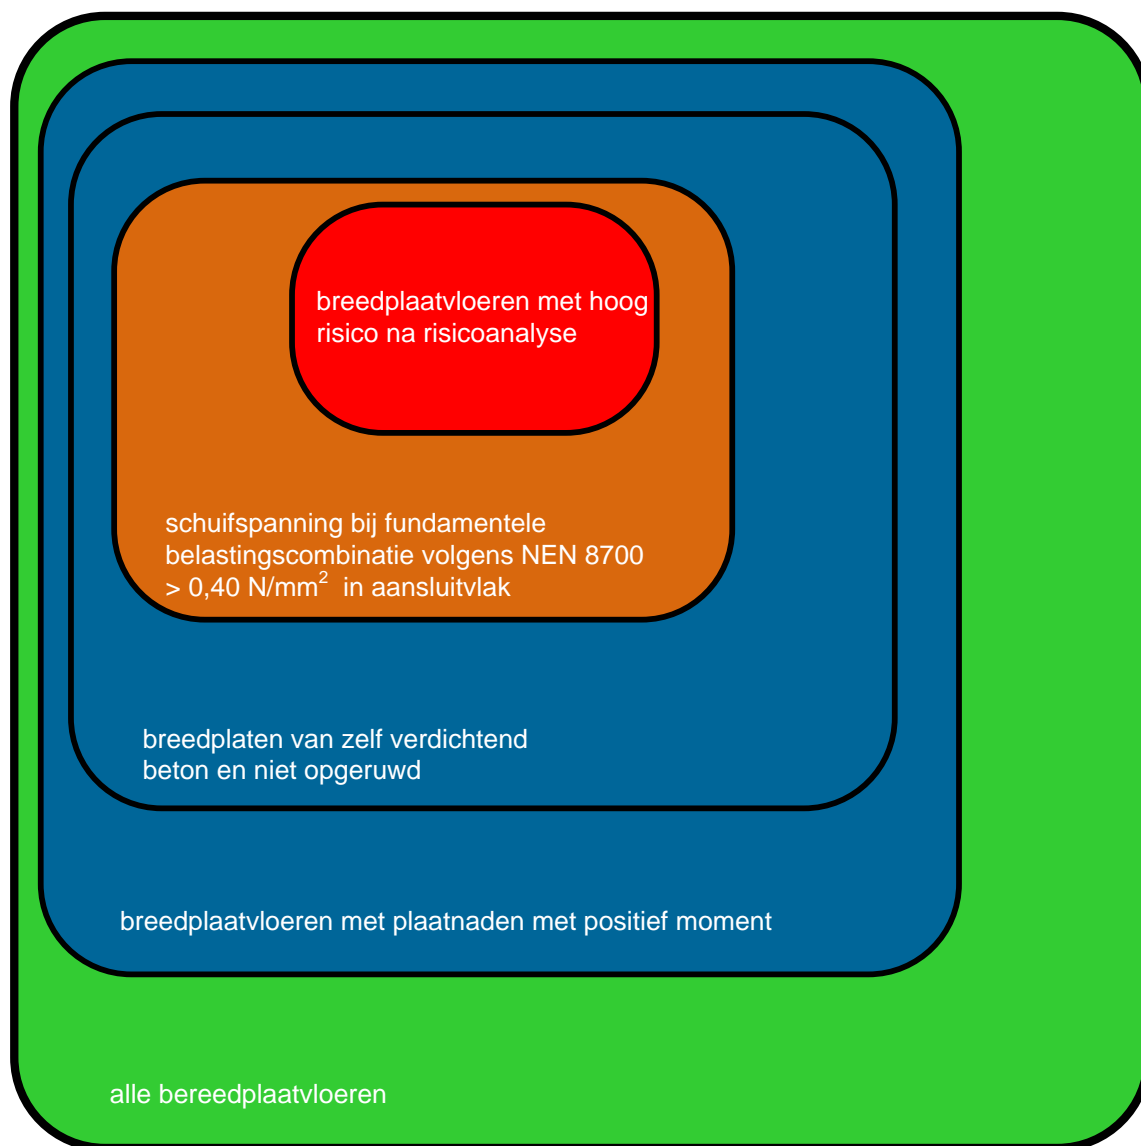 breedplaatvloeren met hoog
risico na risicoanalyse
schuifspanning bij fundamentele
belastingscombinatie volgens NEN 8700
> 0,40 N/mm² in aansluitvlak
breedplaten van zelf verdichtend
beton en niet opgeruwd
breedplaatvloeren met plaatnaden met positief moment
alle bereedplaatvloeren